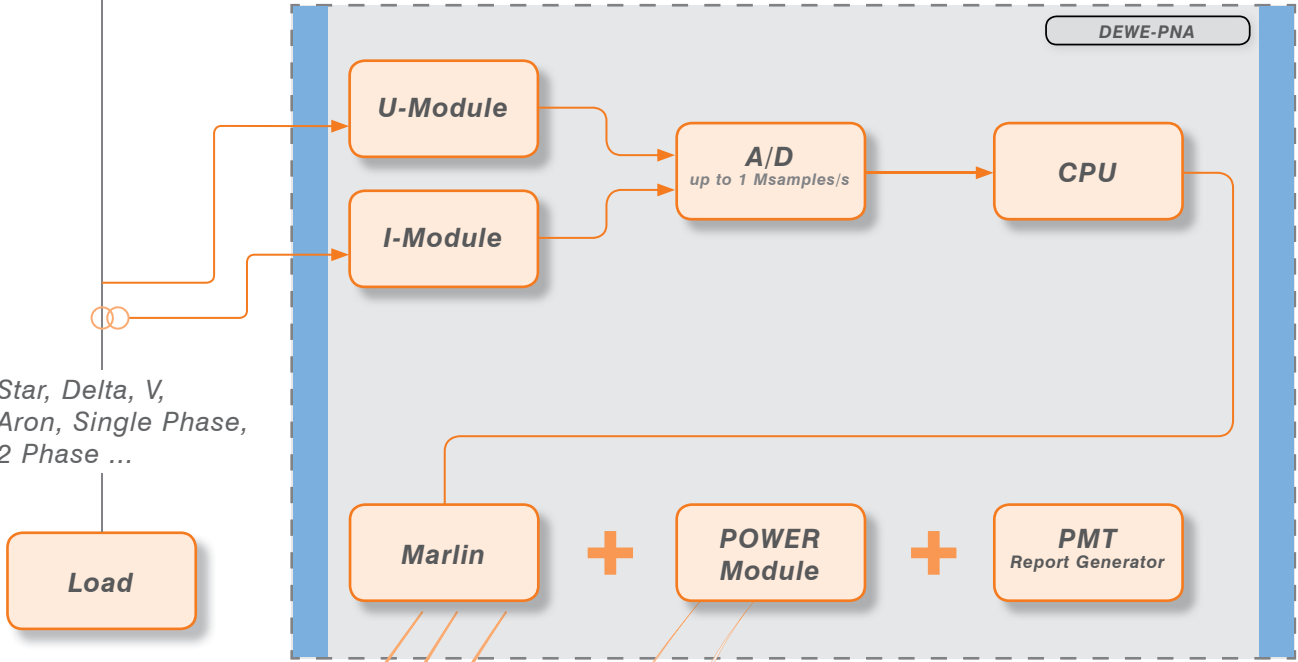 DEWE-PNA
U-Module
A/D
up to 1 Msamples/s
CPU
I-Module
Star, Delta, V,
Aron, Single Phase,
2 Phase ...
Load
Marlin
POWER
Module
PMT
Report Generator